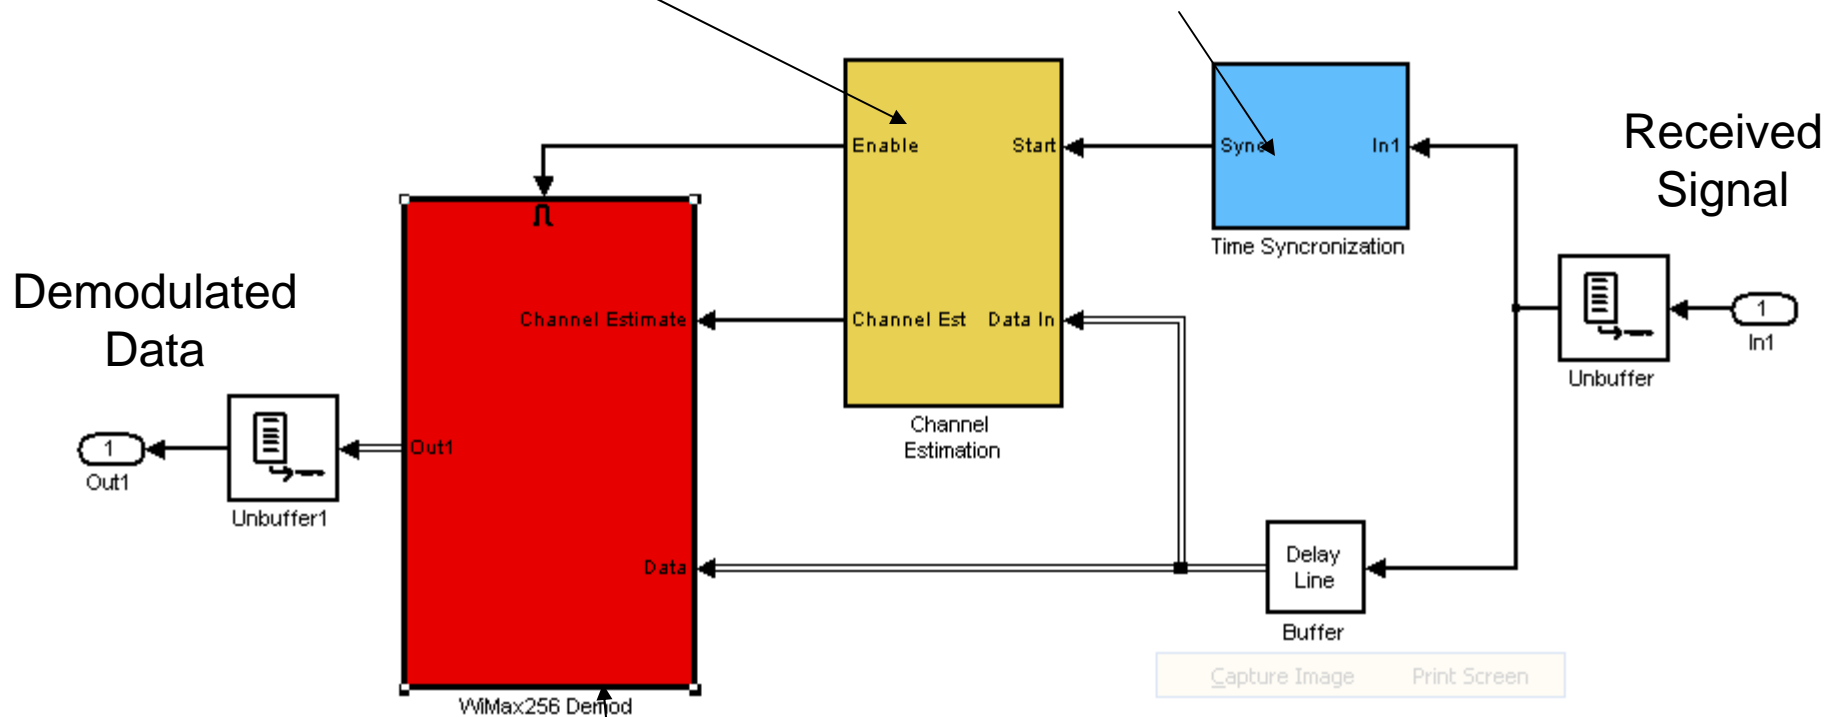 Received
Signal
Demodulated
Data
Enable
Start
Sync
In1
Time Syncronization
Channel Estimate
Channel Est
Data In
1
In1
Unbuffer
Channel
Estimation
1
Out1
Out1
Unbuffer1
Data
Delay
Line
Buffer
WiMax256 Demod
Capture Image
Print Screen